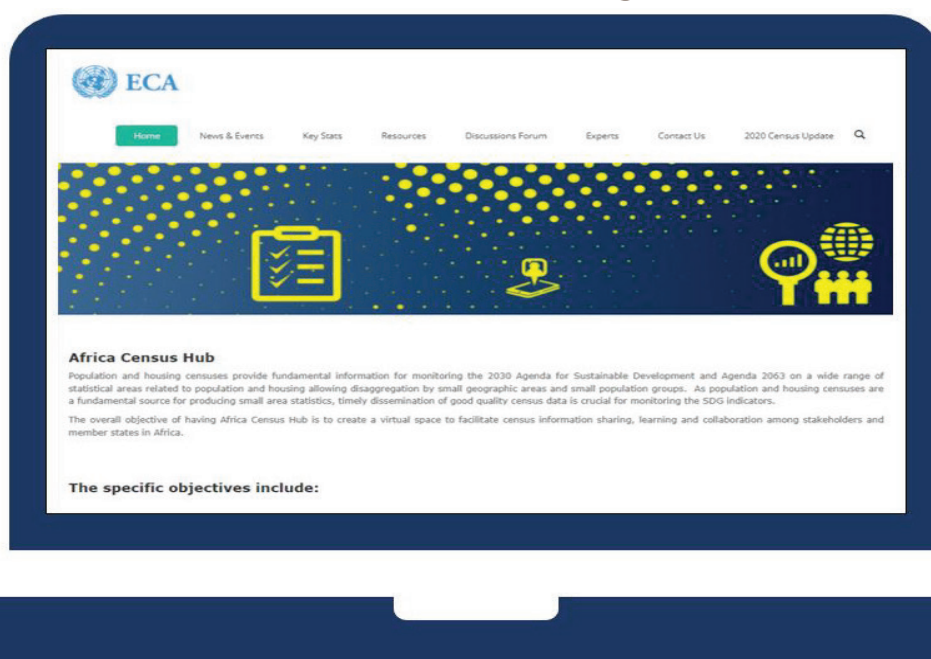 ECA
Home News & Events Key Stats Resources Discussions Forum Experts Contact Us 2020 Census Update
Africa Census Hub
Population and housing censuses provide fundamental information for monitoring the 2030 Agenda for Sustainable Development and Agenda 2063 on a wide range of
statistical areas related to population and housing allowing disaggregation by small geographic areas and small population groups. As population and housing censuses are
a fundamental source for producing small area statistics, timely dissemination of good quality census data is crucial for monitoring the SDG indicators.
The overall objective of having Africa Census Hub is to create a virtual space to facilitate census information sharing, learning and collaboration among stakeholders and
member states in Africa.
The specific objectives include: